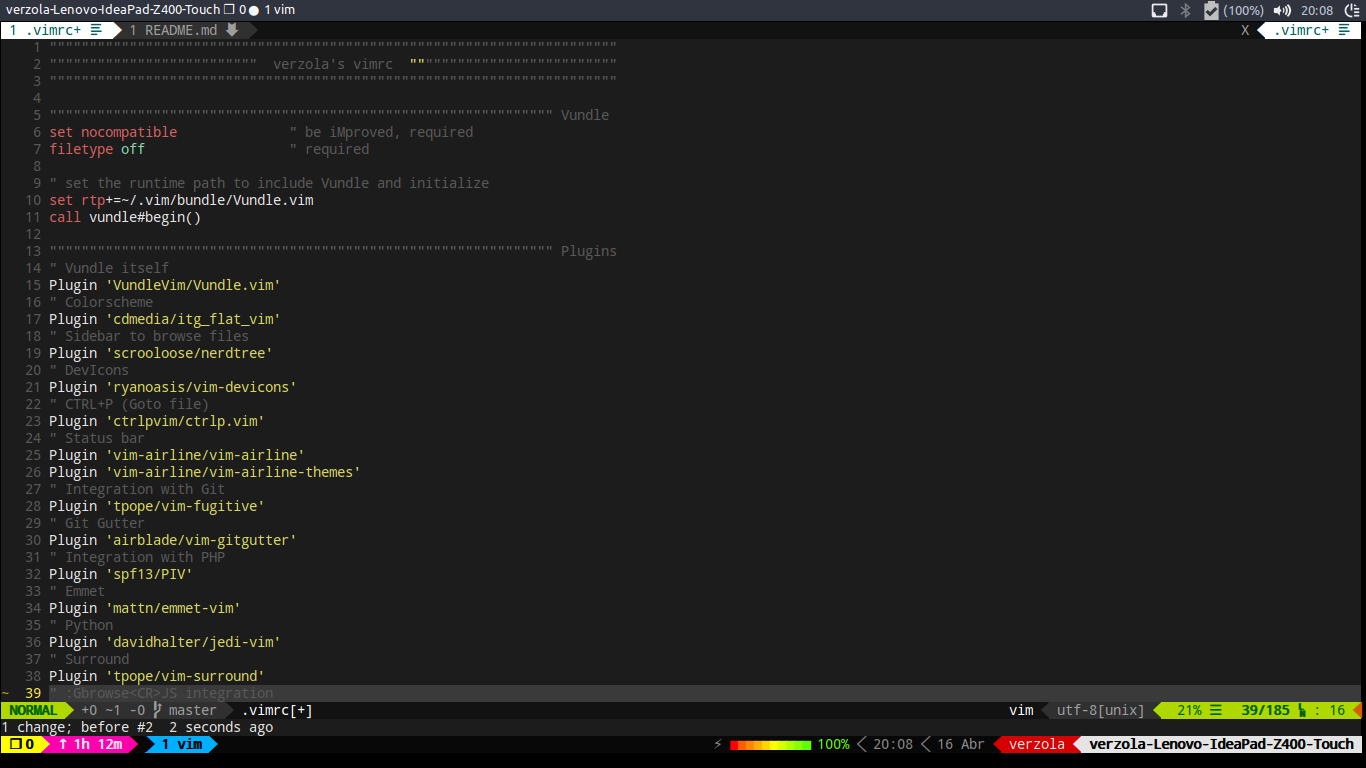 verzola-Lenovo-IdeaPad-Z400-Touch ❐ 0 ● 1 vim (100%) 20:08
1 .vimrc+ 1 README.md X .vimrc+
1 """""""""""""""""""""""""""""""""""""""""""""""""""""""""""""""""""""""
2 """""""""""""""""""""""""" verzola's vimrc """"""""""""""""""""""""""
3 """""""""""""""""""""""""""""""""""""""""""""""""""""""""""""""""""""""
4
5 """"""""""""""""""""""""""""""""""""""""""""""""""""""""""""""" Vundle
6 set nocompatible " be iMproved, required
7 filetype off " required
8
9 " set the runtime path to include Vundle and initialize
10 set rtp+=~/.vim/bundle/Vundle.vim
11 call vundle#begin()
12
13 """"""""""""""""""""""""""""""""""""""""""""""""""""""""""""""" Plugins
14 " Vundle itself
15 Plugin 'VundleVim/Vundle.vim'
16 " Colorscheme
17 Plugin 'cdmedia/itg_flat_vim'
18 " Sidebar to browse files
19 Plugin 'scrooloose/nerdtree'
20 " DevIcons
21 Plugin 'ryanoasis/vim-devicons'
22 " CTRL+P (Goto file)
23 Plugin 'ctrlpvim/ctrlp.vim'
24 " Status bar
25 Plugin 'vim-airline/vim-airline'
26 Plugin 'vim-airline/vim-airline-themes'
27 " Integration with Git
28 Plugin 'tpope/vim-fugitive'
29 " Git Gutter
30 Plugin 'airblade/vim-gitgutter'
31 " Integration with PHP
32 Plugin 'spf13/PIV'
33 " Emmet
34 Plugin 'mattn/emmet-vim'
35 " Python
36 Plugin 'davidhalter/jedi-vim'
37 " Surround
38 Plugin 'tpope/vim-surround'
~ 39 " :Gbrowse<CR>JS integration
NORMAL +0 ~1 -0 master .vimrc[+] vim utf-8[unix] 21% ☰ 39/185 : 16
1 change; before #2 2 seconds ago
❐ 0 ↑ 1h 12m 1 vim ⚡ 100% 20:08 16 Abr verzola verzola-Lenovo-IdeaPad-Z400-Touch